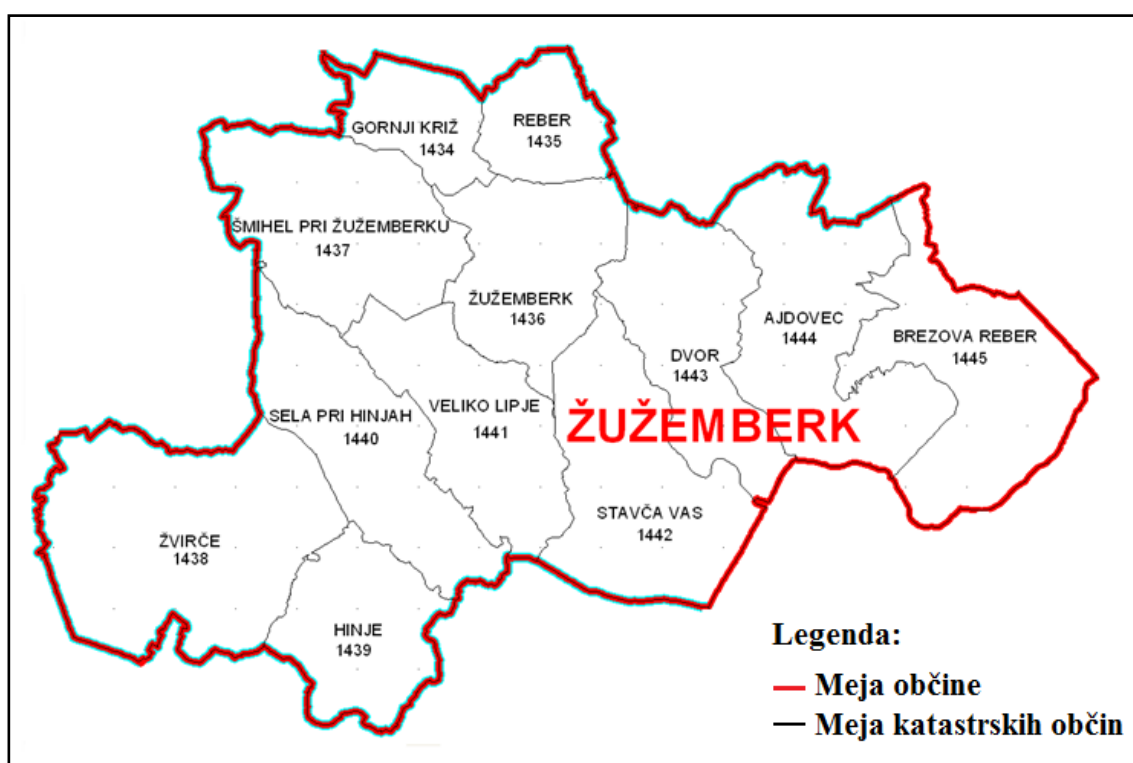 GORNJI KRIŽ
1434
REBER
1435
ŠMIHEL PRI ŽUŽEMBERKU
1437
ŽUŽEMBERK
1436
AJDOVEC
1444
BREZOVA REBER
1445
DVOR
1443
VELIKO LIPJE
1441
SELA PRI HINJAH
1440
ŽUŽEMBERK
STAVČA VAS
1442
ŽVIRČE
1438
HINJE
1439
Legenda:
Meja občine
Meja katastrskih občin